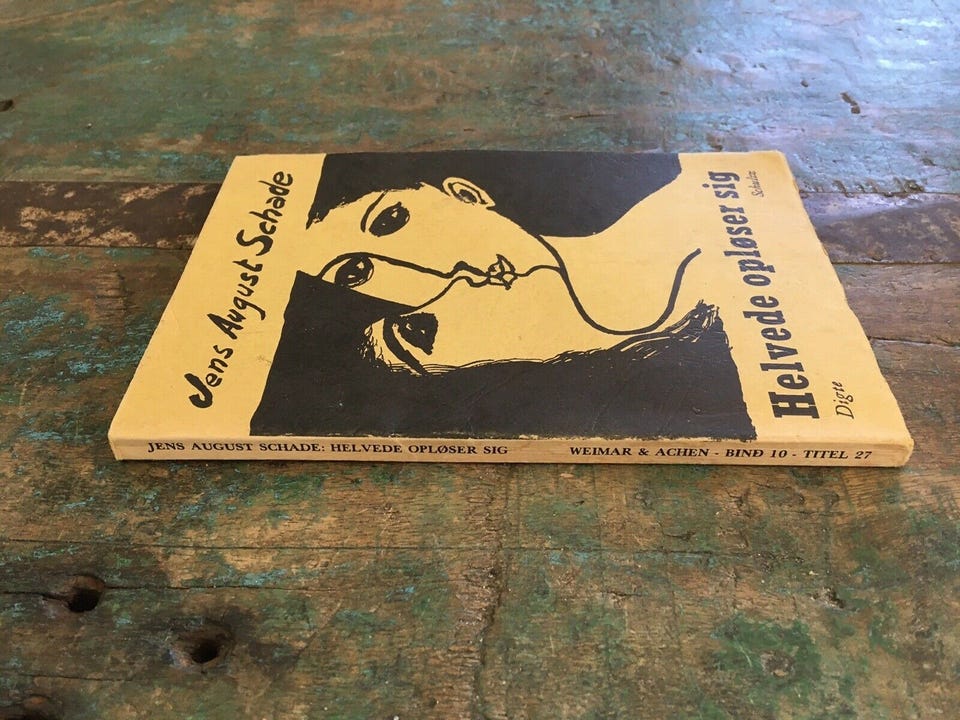 Jens August Schade
Helvede opløser sig
Digte
Schultz
JENS AUGUST SCHADE: HELVEDE OPLØSER SIG
WEIMAR & ACHEN - BIND 10 - TITEL 27